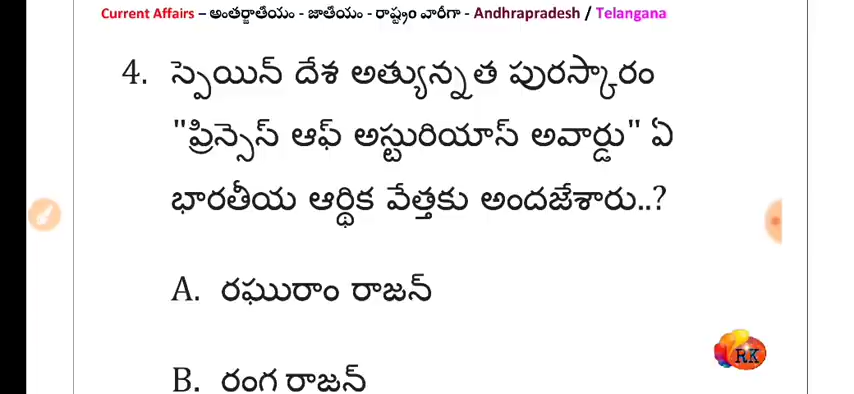 Current Affairs – అంతర్జాతీయం - జాతీయం - రాష్ట్రం వారీగా - Andhrapradesh / Telangana
4. స్పెయిన్ దేశ అత్యున్నత పురస్కారం
"ప్రిన్సెస్ ఆఫ్ అస్టురియాస్ అవార్డు" ఏ
భారతీయ ఆర్థిక వేత్తకు అందజేశారు..?
A. రఘురాం రాజన్
RK
B. రంగ రాజన్